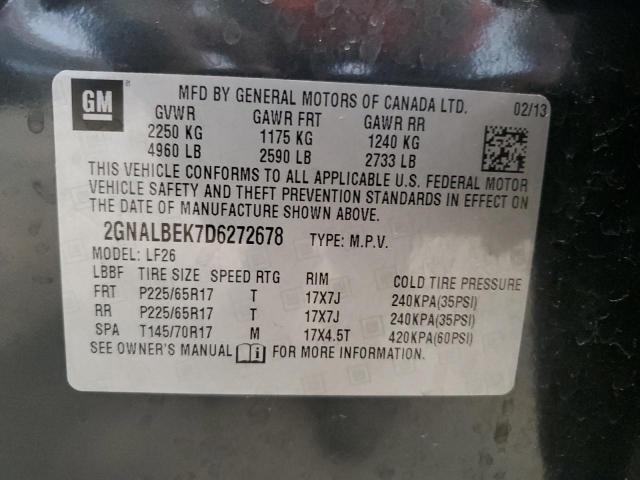 GM
MFD BY GENERAL MOTORS OF CANADA LTD. 02/13
GVWR GAWR FRT GAWR RR
2250 KG 1175 KG 1240 KG
4960 LB 2590 LB 2733 LB
THIS VEHICLE CONFORMS TO ALL APPLICABLE U.S. FEDERAL MOTOR
VEHICLE SAFETY AND THEFT PREVENTION STANDARDS IN EFFECT ON
THE DATE OF MANUFACTURE SHOWN ABOVE.
2GNALBEK7D6272678 TYPE: M.P.V.
MODEL: LF26
LBBF TIRE SIZE SPEED RTG RIM COLD TIRE PRESSURE
FRT P225/65R17 T 17X7J 240KPA(35PSI)
RR P225/65R17 T 17X7J 240KPA(35PSI)
SPA T145/70R17 M 17X4.5T 420KPA(60PSI)
SEE OWNER'S MANUAL FOR MORE INFORMATION.